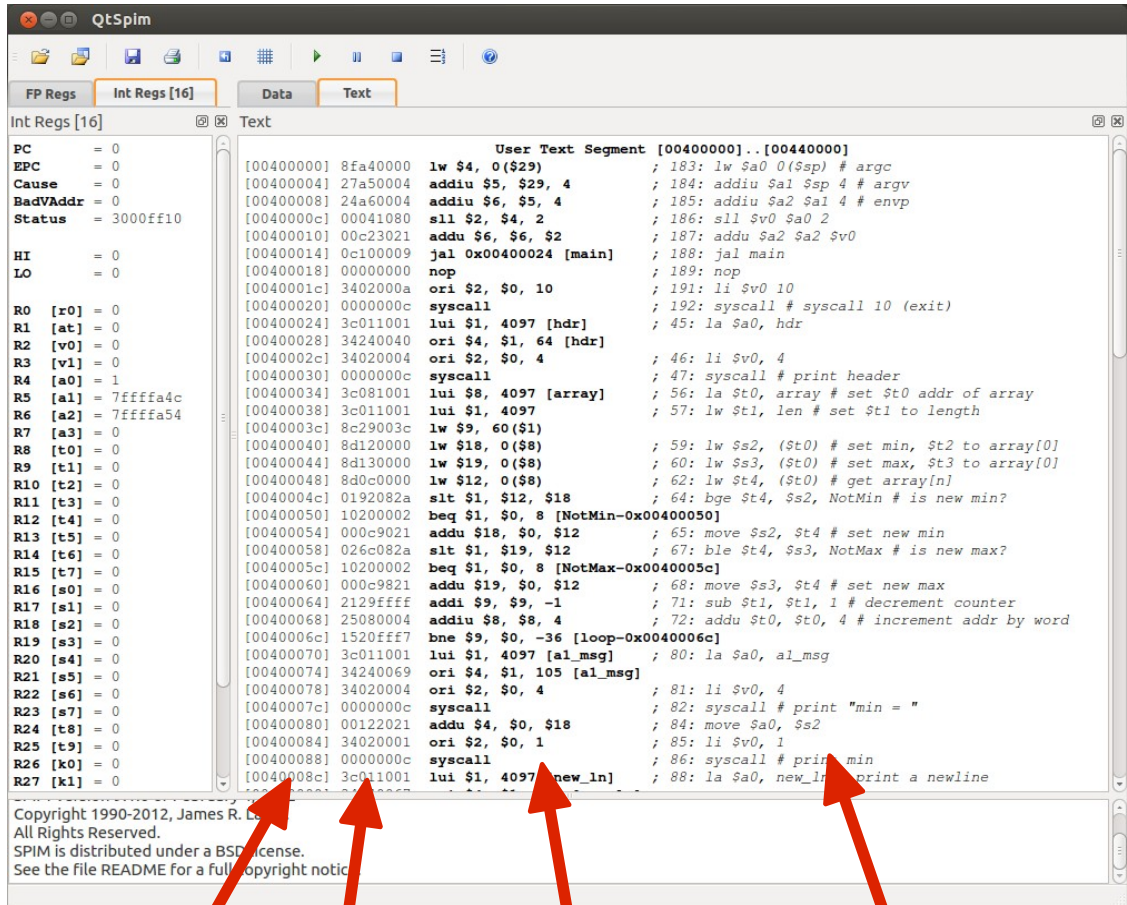 QtSpim
FP Regs Int Regs [16] Data Text
Int Regs [16]
PC = 0
EPC = 0
Cause = 0
BadVAddr = 0
Status = 3000ff10
HI = 0
LO = 0
R0 [r0] = 0
R1 [at] = 0
R2 [v0] = 0
R3 [v1] = 0
R4 [a0] = 1
R5 [a1] = 7ffffa4c
R6 [a2] = 7ffffa54
R7 [a3] = 0
R8 [t0] = 0
R9 [t1] = 0
R10 [t2] = 0
R11 [t3] = 0
R12 [t4] = 0
R13 [t5] = 0
R14 [t6] = 0
R15 [t7] = 0
R16 [s0] = 0
R17 [s1] = 0
R18 [s2] = 0
R19 [s3] = 0
R20 [s4] = 0
R21 [s5] = 0
R22 [s6] = 0
R23 [s7] = 0
R24 [t8] = 0
R25 [t9] = 0
R26 [k0] = 0
R27 [k1] = 0
Text
User Text Segment [00400000]..[00440000]
[00400000] 8fa40000 lw $4, 0($29) ; 183: lw $a0 0($sp) # argc
[00400004] 27a50004 addiu $5, $29, 4 ; 184: addiu $a1 $sp 4 # argv
[00400008] 24a60004 addiu $6, $5, 4 ; 185: addiu $a2 $a1 4 # envp
[0040000c] 00041080 sll $2, $4, 2 ; 186: sll $v0 $a0 2
[00400010] 00c23021 addu $6, $6, $2 ; 187: addu $a2 $a2 $v0
[00400014] 0c100009 jal 0x00400024 [main] ; 188: jal main
[00400018] 00000000 nop ; 189: nop
[0040001c] 3402000a ori $2, $0, 10 ; 191: li $v0 10
[00400020] 0000000c syscall ; 192: syscall # syscall 10 (exit)
[00400024] 3c011001 lui $1, 4097 [hdr] ; 45: la $a0, hdr
[00400028] 34240040 ori $4, $1, 64 [hdr]
[0040002c] 34020004 ori $2, $0, 4 ; 46: li $v0, 4
[00400030] 0000000c syscall ; 47: syscall # print header
[00400034] 3c081001 lui $8, 4097 [array] ; 56: la $t0, array # set $t0 addr of array
[00400038] 3c011001 lui $1, 4097 ; 57: lw $t1, len # set $t1 to length
[0040003c] 8c29003c lw $9, 60($1)
[00400040] 8d120000 lw $18, 0($8) ; 59: lw $s2, ($t0) # set min, $t2 to array[0]
[00400044] 8d130000 lw $19, 0($8) ; 60: lw $s3, ($t0) # set max, $t3 to array[0]
[00400048] 8d0c0000 lw $12, 0($8) ; 62: lw $t4, ($t0) # get array[n]
[0040004c] 0192082a slt $1, $12, $18 ; 64: bge $t4, $s2, NotMin # is new min?
[00400050] 10200002 beq $1, $0, 8 [NotMin-0x00400050]
[00400054] 000c9021 addu $18, $0, $12 ; 65: move $s2, $t4 # set new min
[00400058] 026c082a slt $1, $19, $12 ; 67: ble $t4, $s3, NotMax # is new max?
[0040005c] 10200002 beq $1, $0, 8 [NotMax-0x0040005c]
[00400060] 000c9821 addu $19, $0, $12 ; 68: move $s3, $t4 # set new max
[00400064] 2129ffff addi $9, $9, -1 ; 71: sub $t1, $t1, 1 # decrement counter
[00400068] 25080004 addiu $8, $8, 4 ; 72: addu $t0, $t0, 4 # increment addr by word
[0040006c] 1520fff7 bne $9, $0, -36 [loop-0x0040006c]
[00400070] 3c011001 lui $1, 4097 [a1_msg] ; 80: la $a0, a1_msg
[00400074] 34240069 ori $4, $1, 105 [a1_msg]
[00400078] 34020004 ori $2, $0, 4 ; 81: li $v0, 4
[0040007c] 0000000c syscall ; 82: syscall # print "min = "
[00400080] 00122021 addu $4, $0, $18 ; 84: move $a0, $s2
[00400084] 34020001 ori $2, $0, 1 ; 85: li $v0, 1
[00400088] 0000000c syscall ; 86: syscall # print min
[0040008c] 3c011001 lui $1, 4097 new_ln] ; 88: la $a0, new_ln print a newline
Copyright 1990-2012, James R.
All Rights Reserved.
SPIM is distributed under a BSD license.
See the file README for a full copyright